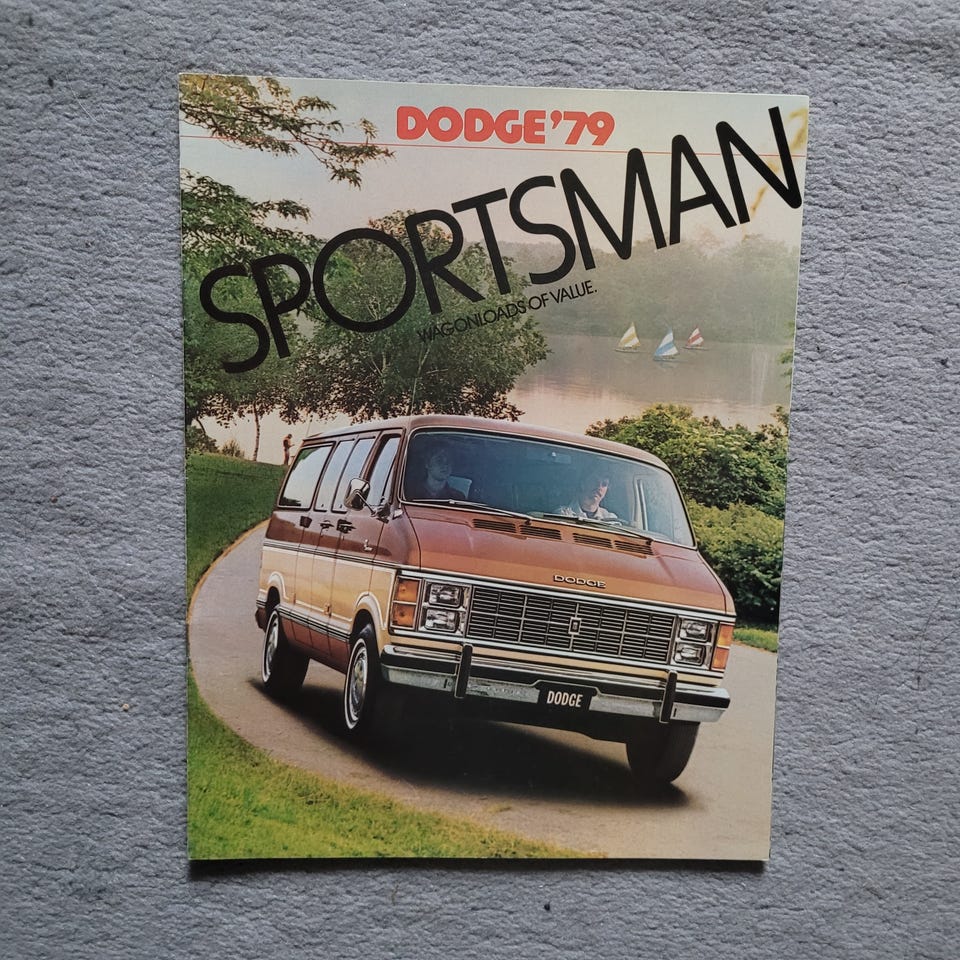 DODGE '79
SPORTSMAN
WAGONLOADS OF VALUE.
DODGE
DODGE